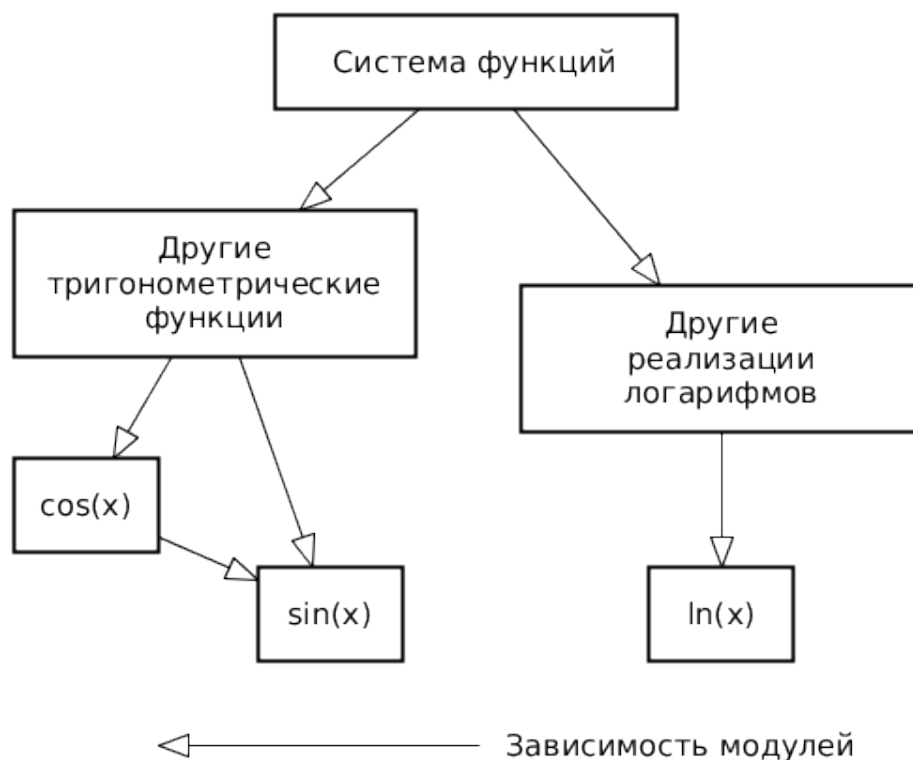 Система функций
Другие
тригонометрические
функции
Другие
реализации
логарифмов
cos(x)
sin(x)
ln(x)
Зависимость модулей